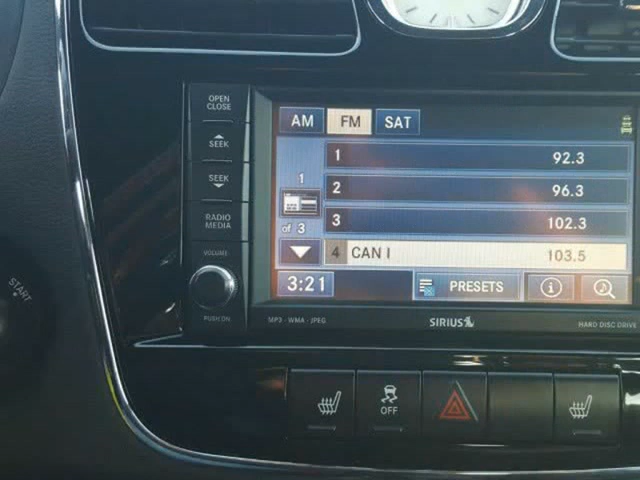 OPEN
CLOSE
SEEK
SEEK
RADIO
MEDIA
VOLUME
PUSH ON
AM FM SAT
1 92.3
2 96.3
3 102.3
4 CAN I 103.5
1
of 3
3:21 PRESETS i
MP3 · WMA · JPEG SIRIUS HARD DISC DRIVE
START
OFF